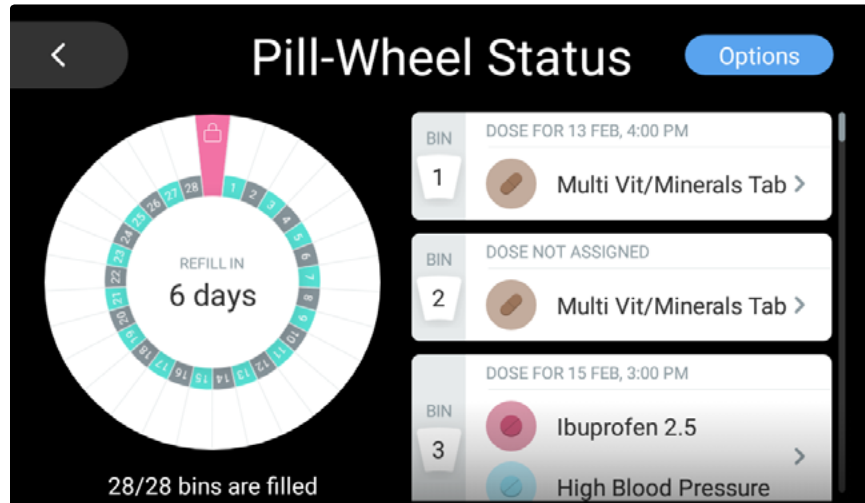 Pill-Wheel Status
Options
28
1
2
3
4
5
6
7
8
9
10
11
12
13
14
15
16
17
18
19
20
21
22
23
24
25
26
27
REFILL IN
6 days
28/28 bins are filled
BIN
1
DOSE FOR 13 FEB, 4:00 PM
Multi Vit/Minerals Tab
BIN
2
DOSE NOT ASSIGNED
Multi Vit/Minerals Tab
BIN
3
DOSE FOR 15 FEB, 3:00 PM
Ibuprofen 2.5
High Blood Pressure